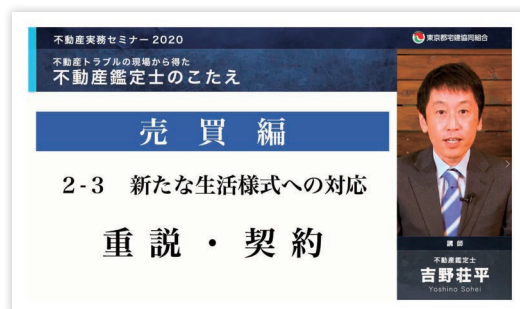 不動産実務セミナー2020
不動産トラブルの現場から得た
不動産鑑定士のこたえ
東京都宅建協同組合
売買編
2-3 新たな生活様式への対応
重説・契約
講師
不動産鑑定士
吉野荘平
Yoshino Sohei